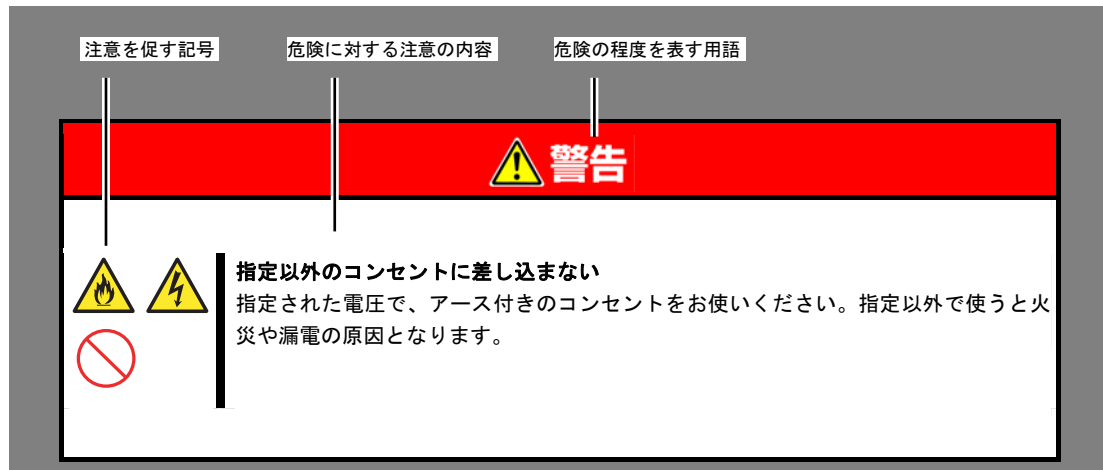 注意を促す記号
危険に対する注意の内容
危険の程度を表す用語
警告
指定以外のコンセントに差し込まない
指定された電圧で、アース付きのコンセントをお使いください。指定以外で使うと火
災や漏電の原因となります。